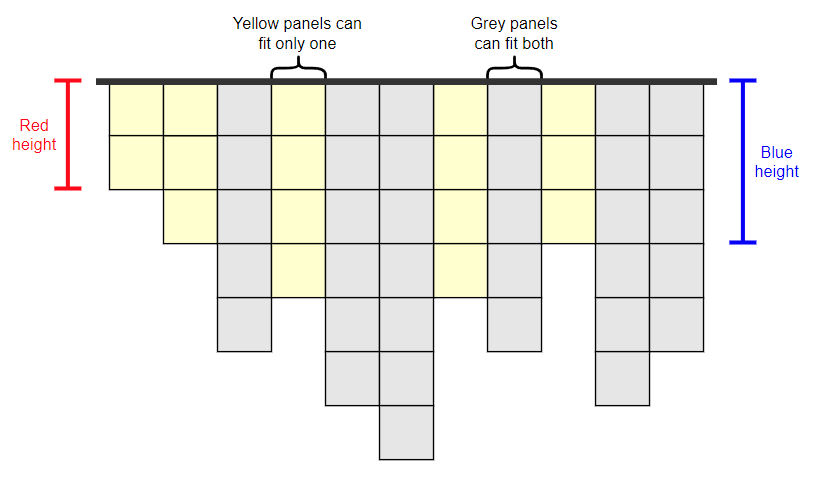 Yellow panels can
fit only one
Grey panels
can fit both
Red
height
Blue
height